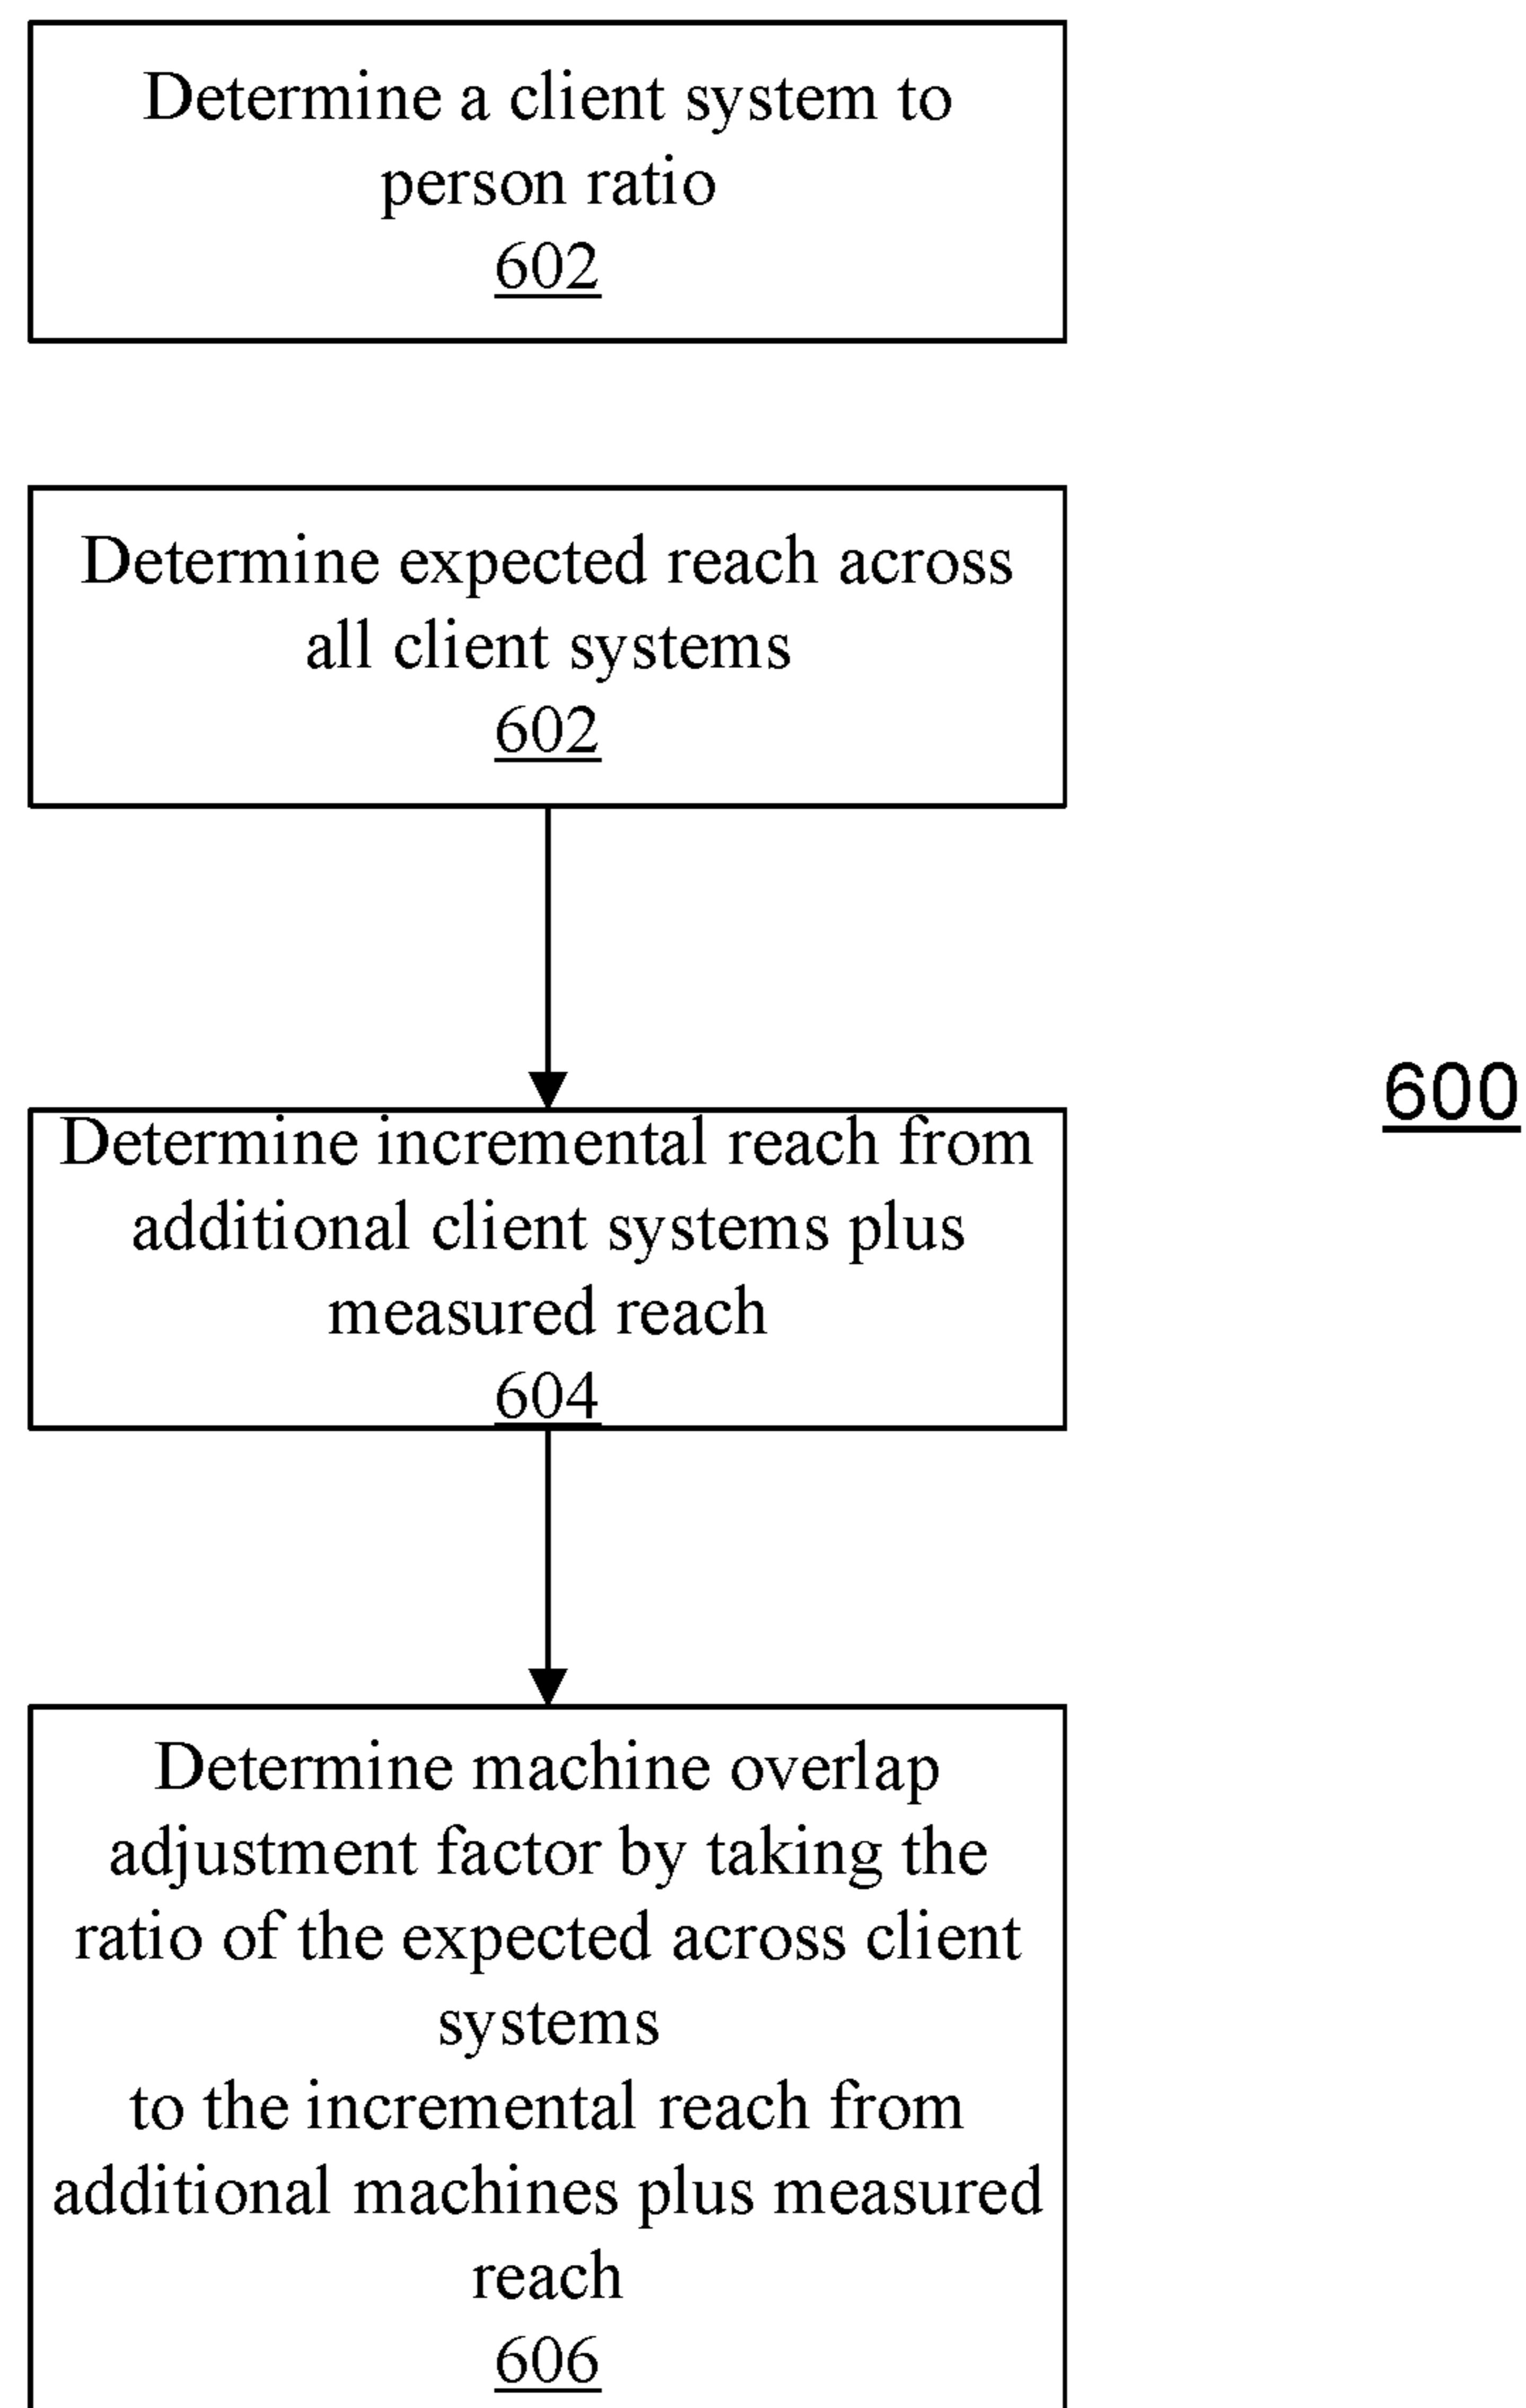 Determine a client system to
person ratio
602
Determine expected reach across
all client systems
602
600
Determine incremental reach from
additional client systems plus
measured reach
604
Determine machine overlap
adjustment factor by taking the
ratio of the expected across client
systems
to the incremental reach from
additional machines plus measured
reach
606